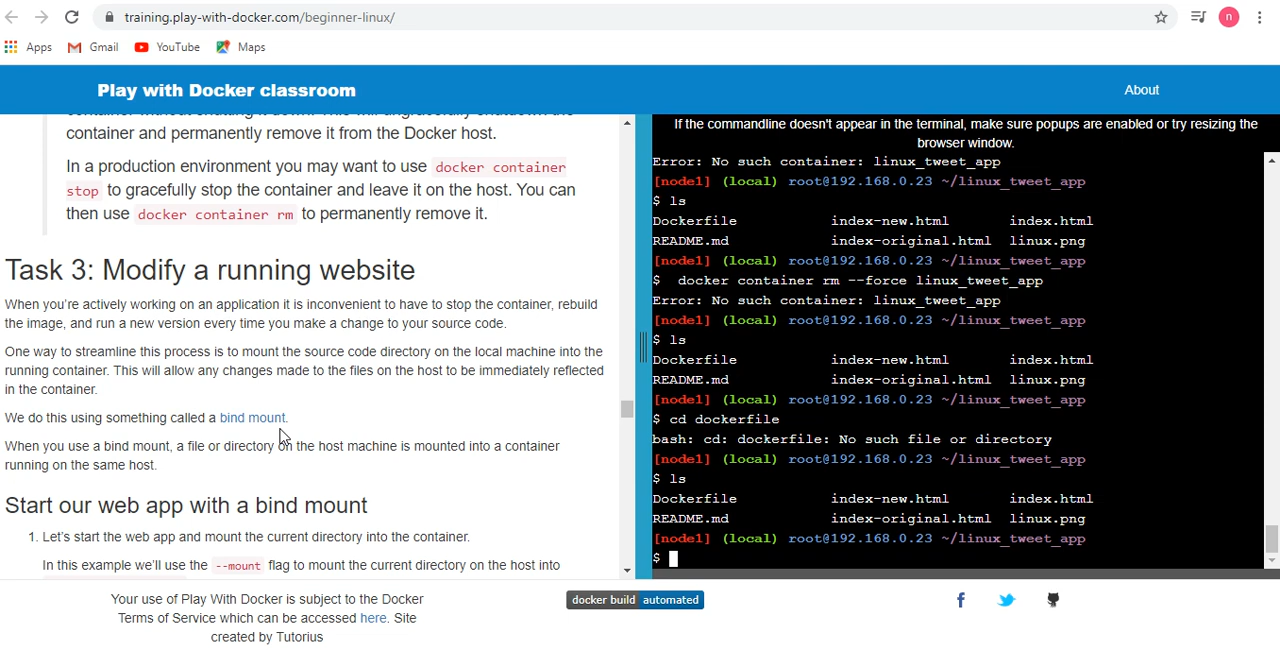 training.play-with-docker.com/beginner-linux/
n
Apps
Gmail
YouTube
Maps
Play with Docker classroom
About
container and permanently remove it from the Docker host.
In a production environment you may want to use docker container
stop to gracefully stop the container and leave it on the host. You can
then use docker container rm to permanently remove it.
Task 3: Modify a running website
When you’re actively working on an application it is inconvenient to have to stop the container, rebuild
the image, and run a new version every time you make a change to your source code.
One way to streamline this process is to mount the source code directory on the local machine into the
running container. This will allow any changes made to the files on the host to be immediately reflected
in the container.
We do this using something called a bind mount.
When you use a bind mount, a file or directory on the host machine is mounted into a container
running on the same host.
Start our web app with a bind mount
1. Let’s start the web app and mount the current directory into the container.
In this example we’ll use the --mount flag to mount the current directory on the host into
If the commandline doesn't appear in the terminal, make sure popups are enabled or try resizing the
browser window.
Error: No such container: linux_tweet_app
[node1] (local) root@192.168.0.23 ~/linux_tweet_app
$ ls
Dockerfile index-new.html index.html
README.md index-original.html linux.png
[node1] (local) root@192.168.0.23 ~/linux_tweet_app
$ docker container rm --force linux_tweet_app
Error: No such container: linux_tweet_app
[node1] (local) root@192.168.0.23 ~/linux_tweet_app
$ ls
Dockerfile index-new.html index.html
README.md index-original.html linux.png
[node1] (local) root@192.168.0.23 ~/linux_tweet_app
$ cd dockerfile
bash: cd: dockerfile: No such file or directory
[node1] (local) root@192.168.0.23 ~/linux_tweet_app
$ ls
Dockerfile index-new.html index.html
README.md index-original.html linux.png
[node1] (local) root@192.168.0.23 ~/linux_tweet_app
$
Your use of Play With Docker is subject to the Docker
Terms of Service which can be accessed here. Site
created by Tutorius
docker build automated